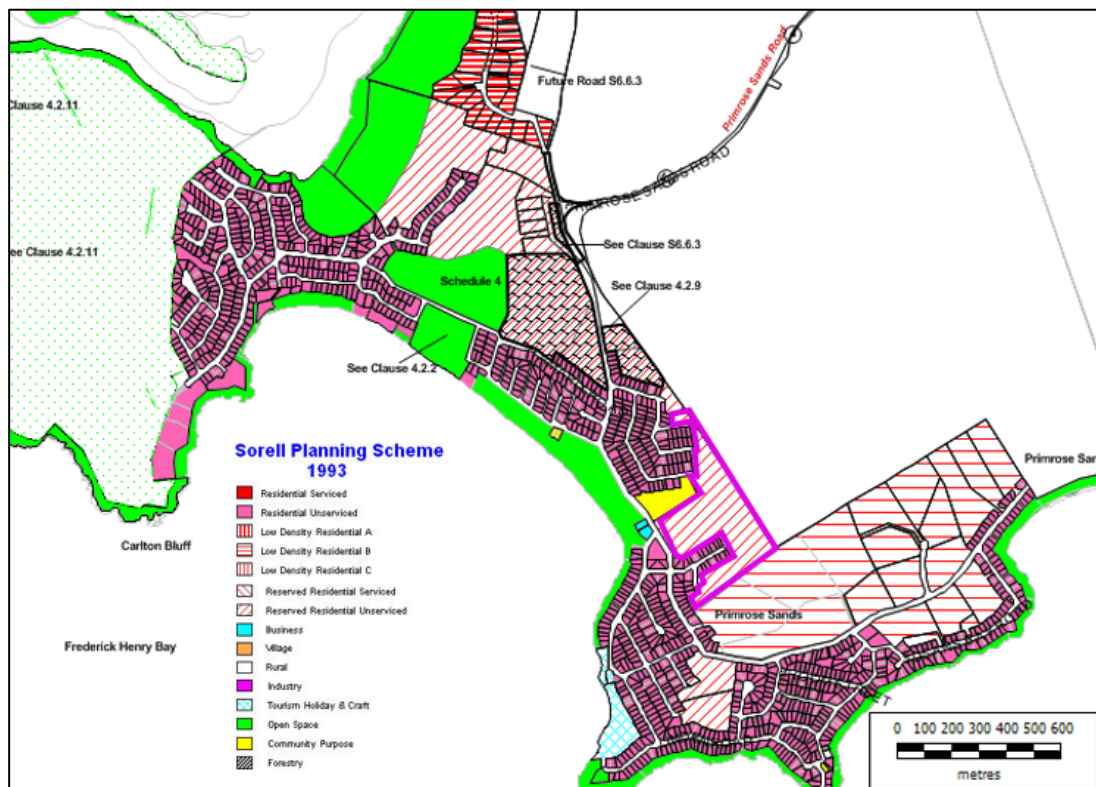 Future Road S6.6.3
Primrose Sands Road
Clause 4.2.11
See Clause S6.6.3
ee Clause 4.2.11
Schedule 4
See Clause 4.2.9
See Clause 4.2.2
Sorell Planning Scheme
1993
Residential Serviced
Residential Unserviced
Low Density Residential A
Low Density Residential B
Low Density Residential C
Reserved Residential Serviced
Reserved Residential Unserviced
Business
Village
Rural
Industry
Tourism Holiday & Craft
Open Space
Community Purpose
Forestry
Carlton Bluff
Frederick Henry Bay
Primrose San
Primrose Sands
0 100 200 300 400 500 600
metres